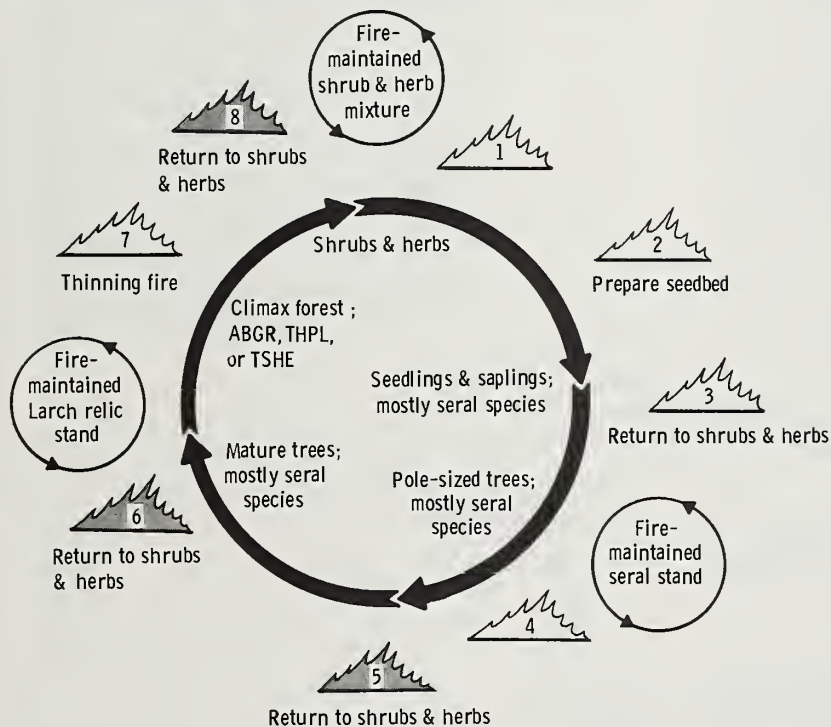 Fire-
maintained
shrub & herb
mixture
8
Return to shrubs
& herbs
1
7
Thinning fire
Shrubs & herbs
2
Prepare seedbed
Climax forest ;
ABGR, THPL,
or TSHE
Fire-
maintained
Larch relic
stand
Seedlings & saplings;
mostly seral species
3
Return to shrubs & herbs
Mature trees;
mostly seral
species
Pole-sized trees;
mostly seral
species
6
Return to shrubs
& herbs
Fire-
maintained
seral stand
4
5
Return to shrubs & herbs